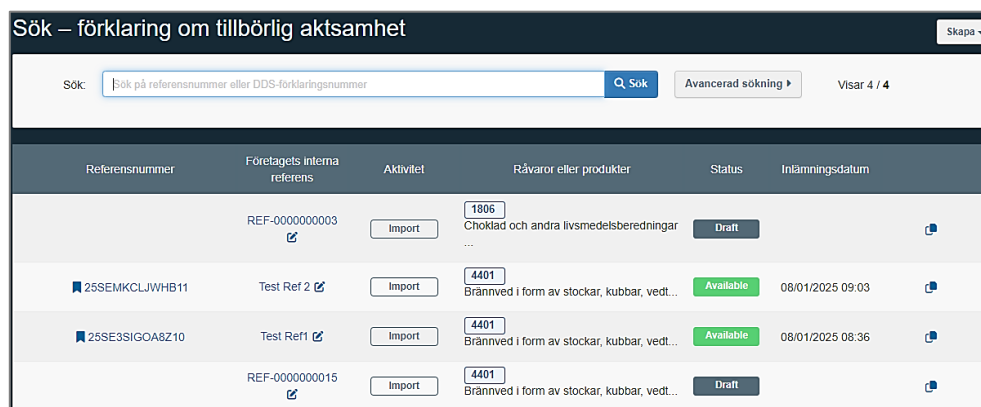 Sök – förklaring om tillbörlig aktsamhet
Skapa
Sök:
Sök på referensnummer eller DDS-förklaringsnummer
Sök
Avancerad sökning
Visar 4 / 4
Referensnummer
Företagets interna
referens
Aktivitet
Råvaror eller produkter
Status
Inlämningsdatum
REF-0000000003
Import
1806
Choklad och andra livsmedelsberedningar
...
Draft
25SEMKCLJWHB11
Test Ref 2
Import
4401
Brännved i form av stockar, kubbar, vedt...
Available
08/01/2025 09:03
25SE3SIGOA8Z10
Test Ref1
Import
4401
Brännved i form av stockar, kubbar, vedt...
Available
08/01/2025 08:36
REF-0000000015
Import
4401
Brännved i form av stockar, kubbar, vedt...
Draft